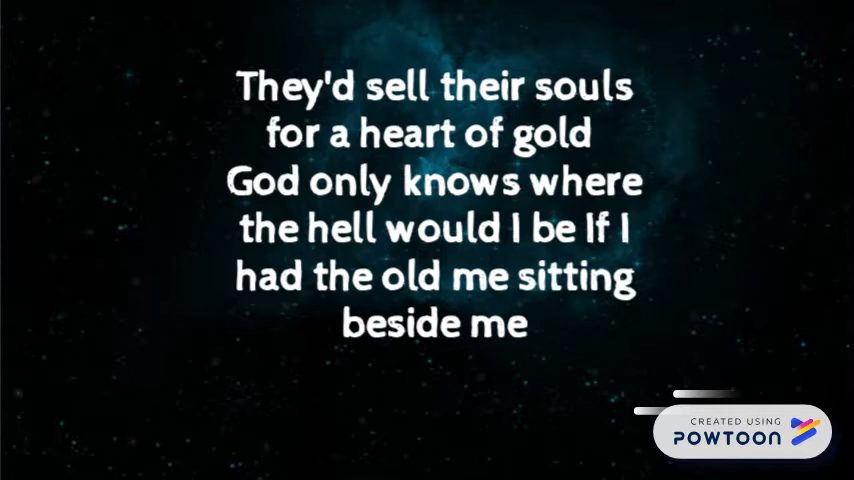 They'd sell their souls
for a heart of gold
God only knows where
the hell would I be If I
had the old me sitting
beside me
CREATED USING
POWTOON